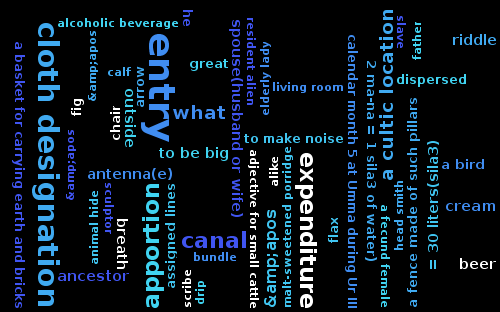 alcoholic beverage
he
spouse(husband or wife)
resident alien
elderly lady
slave
father
riddle
cloth designation
a basket for carrying earth and bricks
&amp;apos
entry
great
calf
arrow
living room
dispersed
fig
chair
outside
what
to make noise
calendar month 5 at Umma during Ur III
2 ma-na = 1 sila3 of water)
a cultic location
&amp;apos
to be big
antenna(e)
adjective for small cattle
alike
malt-sweetened porridge
expenditure
a bird
animal hide
sculptor
breath
apportion
assigned lines
canal
bundle
&amp;apos
flax
a fecund female
head smith
a fence made of such pillars
= 30 liters(sila3)
cream
ancestor
scribe
drip
beer